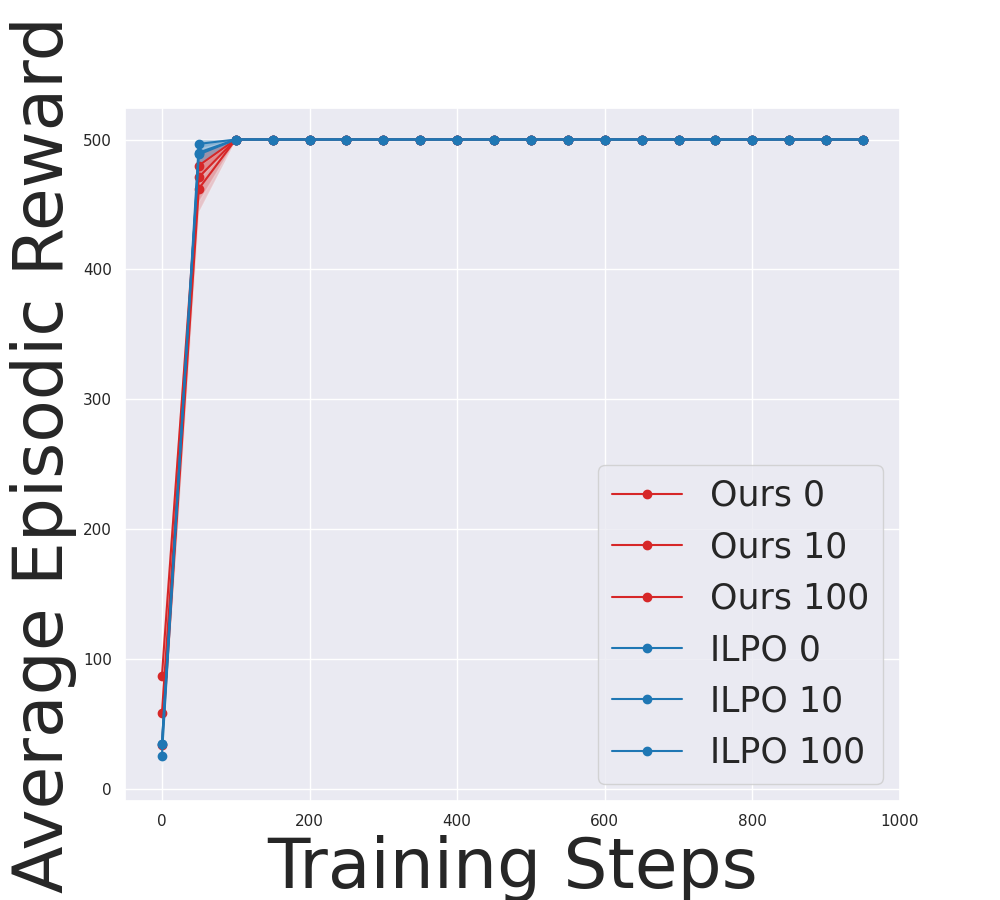 Average Episodic Reward
500
400
300
200
100
0
Ours 0
Ours 10
Ours 100
ILPO 0
ILPO 10
ILPO 100
0
200
400
600
800
1000
Training Steps